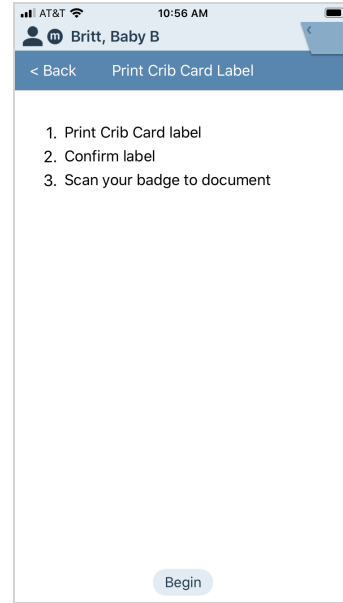 AT&T 10:56 AM
m Britt, Baby B
< Back Print Crib Card Label
1. Print Crib Card label
2. Confirm label
3. Scan your badge to document
Begin